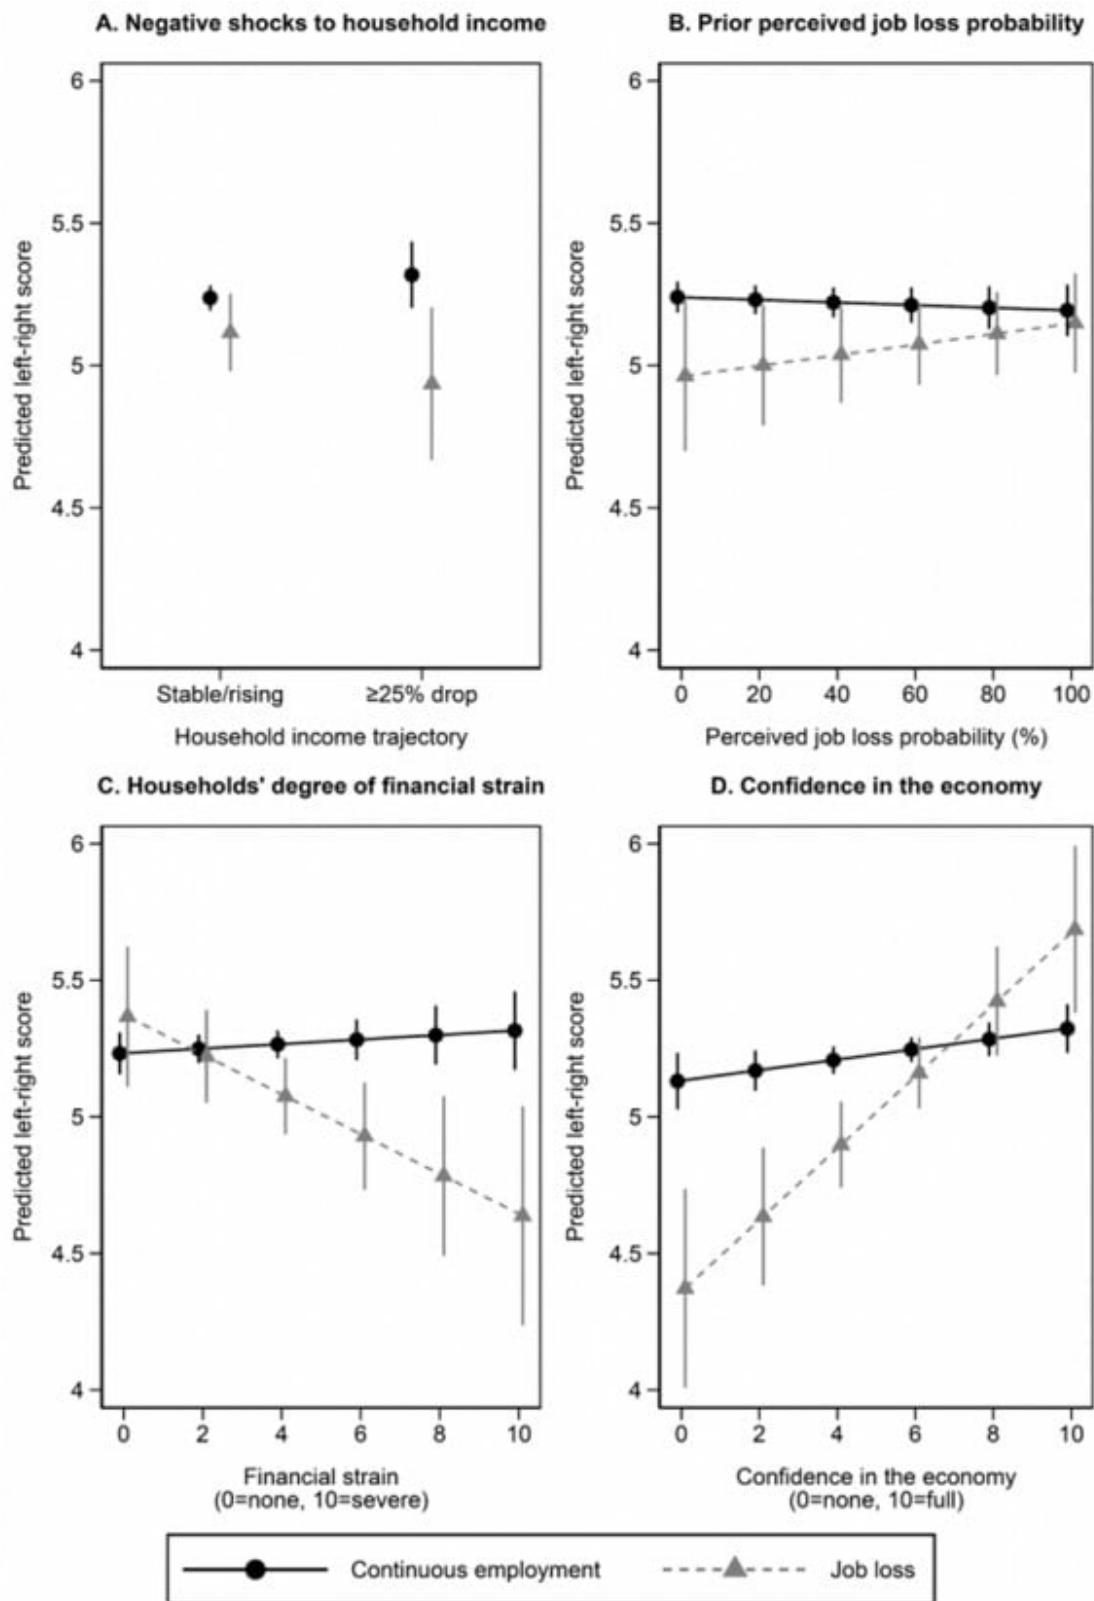 A. Negative shocks to household income
6
5.5
5
4.5
4
Predicted left-right score
Stable/rising
≥25% drop
Household income trajectory
B. Prior perceived job loss probability
6
5.5
5
4.5
4
Predicted left-right score
0 20 40 60 80 100
Perceived job loss probability (%)
C. Households' degree of financial strain
6
5.5
5
4.5
4
Predicted left-right score
0 2 4 6 8 10
Financial strain
(0=none, 10=severe)
D. Confidence in the economy
6
5.5
5
4.5
4
Predicted left-right score
0 2 4 6 8 10
Confidence in the economy
(0=none, 10=full)
Continuous employment
Job loss